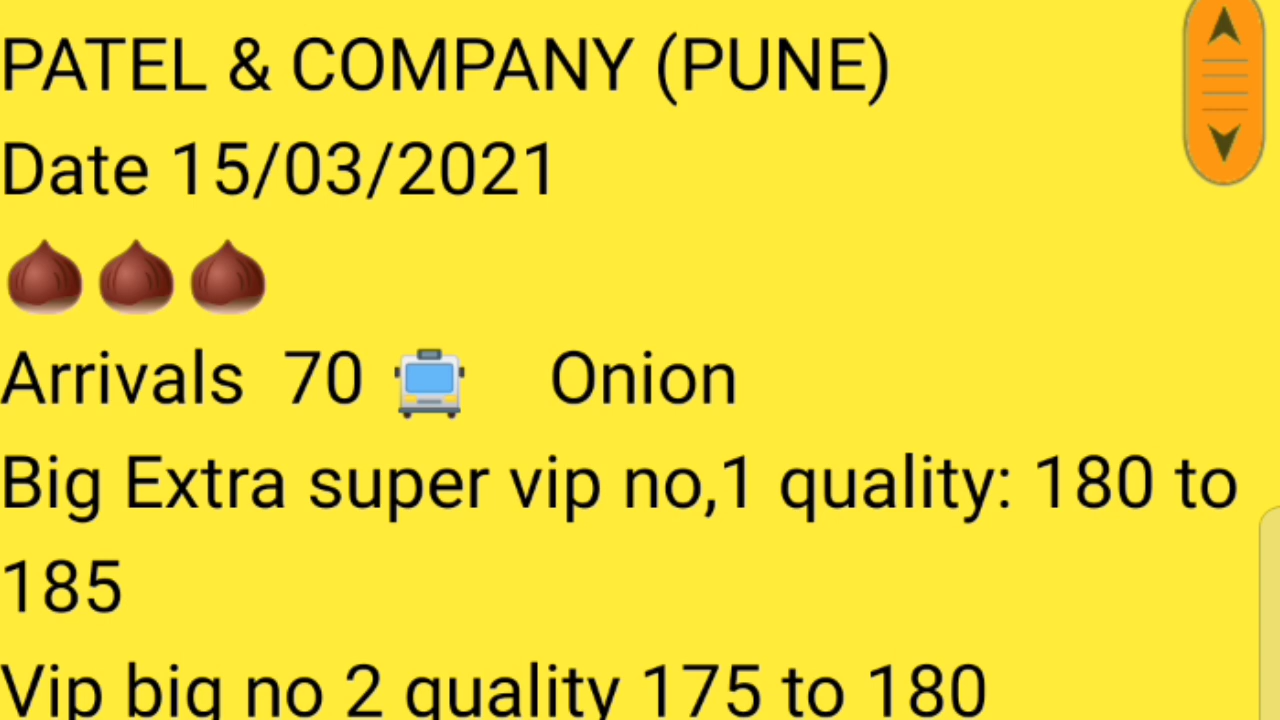 PATEL & COMPANY (PUNE)
Date 15/03/2021
🌰🌰🌰
Arrivals 70 🚍 Onion
Big Extra super vip no,1 quality: 180 to
185
Vip big no 2 quality 175 to 180